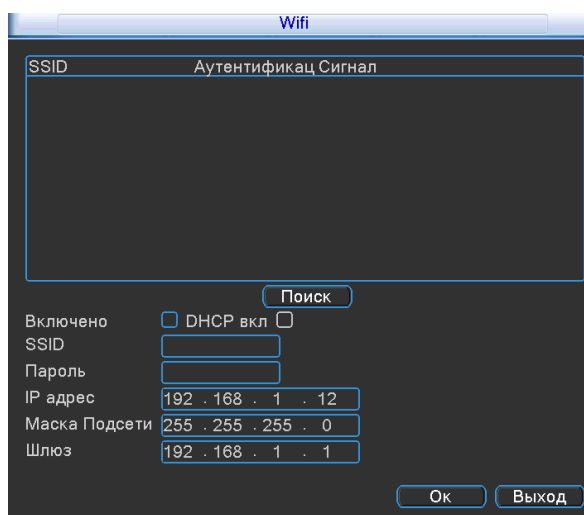 Wifi
SSID Аутентификац Сигнал
Поиск
Включено DHCP вкл
SSID
Пароль
IP адрес 192 . 168 . 1 . 12
Маска Подсети 255 . 255 . 255 . 0
Шлюз 192 . 168 . 1 . 1
Ок Выход